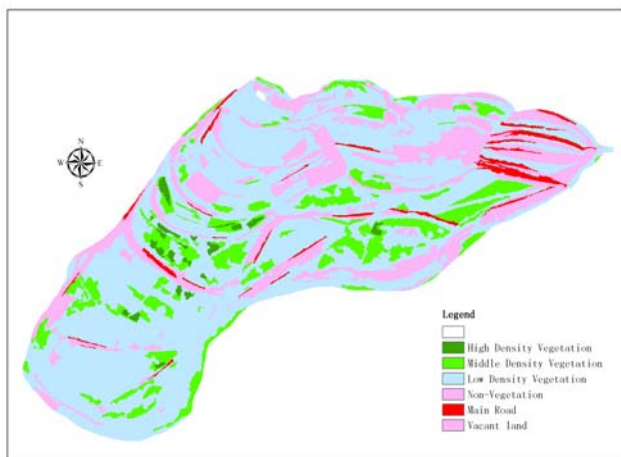 N
W E
S
Legend
High Density Vegetation
Middle Density Vegetation
Low Density Vegetation
Non-Vegetation
Main Road
Vacant land